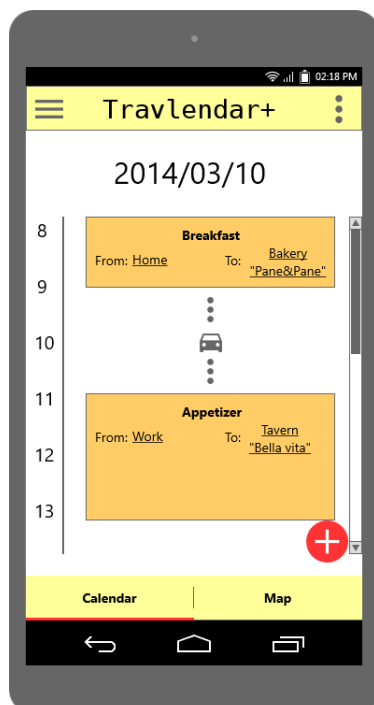 02:18 PM
Travlendar+
2014/03/10
8
Breakfast
From: Home To: Bakery
"Pane&Pane"
9
10
11
Appetizer
From: Work To: Tavern
"Bella vita"
12
13
Calendar Map